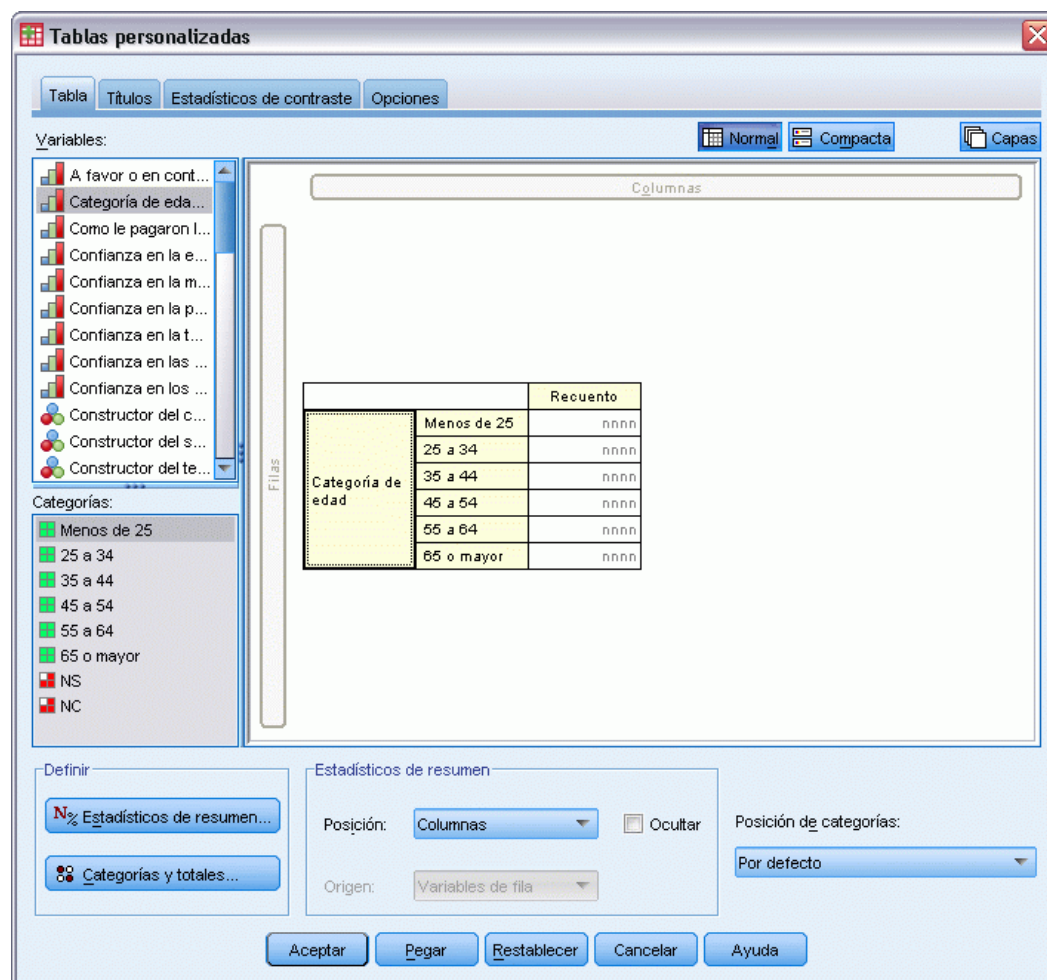 Tablas personalizadas
Tabla Títulos Estadísticos de contraste Opciones
Variables:
Normal Compacta Capas
A favor o en cont...
Categoría de eda...
Como le pagaron l...
Confianza en la e...
Confianza en la m...
Confianza en la p...
Confianza en la t...
Confianza en las ...
Confianza en los ...
Constructor del c...
Constructor del s...
Constructor del te...
Categorías:
Menos de 25
25 a 34
35 a 44
45 a 54
55 a 64
65 o mayor
NS
NC
Columnas
Filas
Recuento
Categoría de edad
Menos de 25 nnnn
25 a 34 nnnn
35 a 44 nnnn
45 a 54 nnnn
55 a 64 nnnn
65 o mayor nnnn
Definir
N% Estadísticos de resumen...
Categorías y totales...
Estadísticos de resumen
Posición: Columnas Ocultar
Origen: Variables de fila
Posición de categorías:
Por defecto
Aceptar Pegar Restablecer Cancelar Ayuda